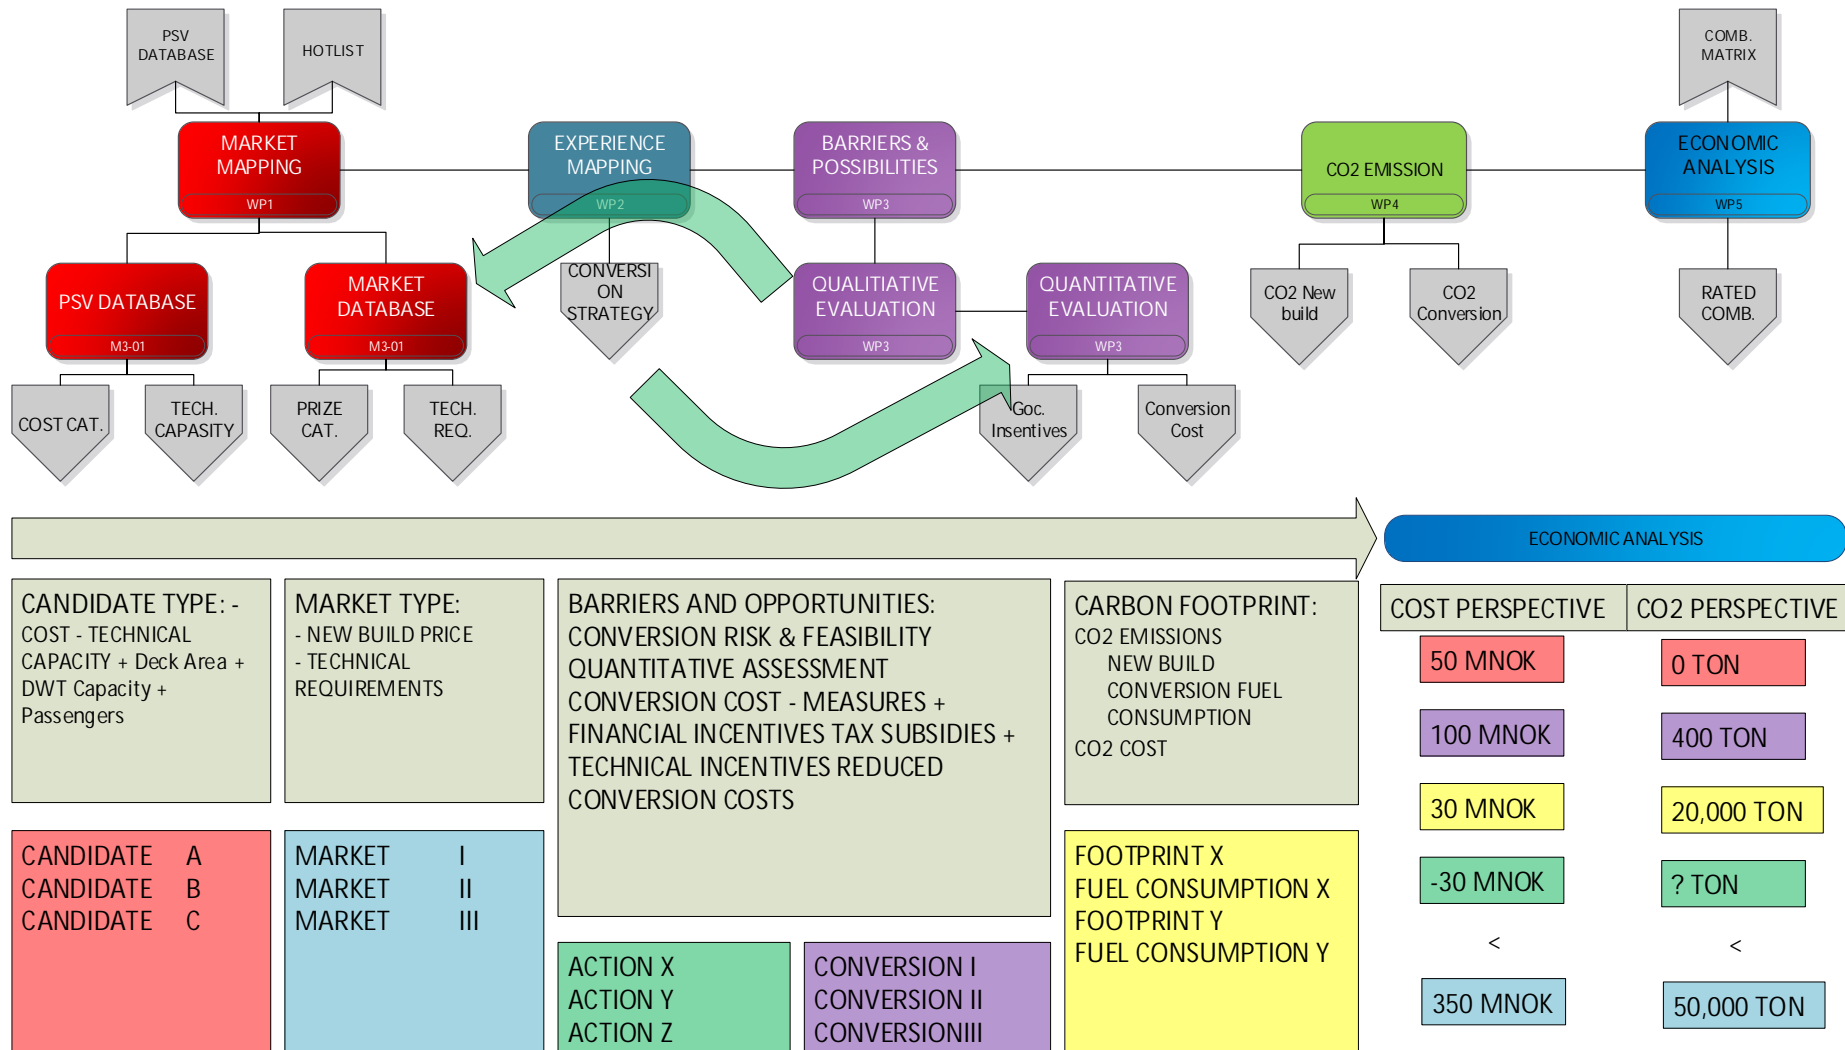 PSV
DATABASE
HOTLIST
COMB.
MATRIX
MARKET
MAPPING
WP1
EXPERIENCE
MAPPING
WP2
BARRIERS &
POSSIBILITIES
WP3
CO2 EMISSION
WP4
ECONOMIC
ANALYSIS
WP5
PSV DATABASE
M3-01
MARKET
DATABASE
M3-01
CONVERSI
ON
STRATEGY
QUALITIATIVE
EVALUATION
WP3
QUANTITATIVE
EVALUATION
WP3
CO2 New
build
CO2
Conversion
RATED
COMB.
COST CAT.
TECH.
CAPASITY
PRIZE
CAT.
TECH.
REQ.
Goc.
Insentives
Conversion
Cost
ECONOMIC ANALYSIS
CANDIDATE TYPE: -
COST - TECHNICAL
CAPACITY + Deck Area +
DWT Capacity +
Passengers
MARKET TYPE:
- NEW BUILD PRICE
- TECHNICAL
REQUIREMENTS
BARRIERS AND OPPORTUNITIES:
CONVERSION RISK & FEASIBILITY
QUANTITATIVE ASSESSMENT
CONVERSION COST - MEASURES +
FINANCIAL INCENTIVES TAX SUBSIDIES +
TECHNICAL INCENTIVES REDUCED
CONVERSION COSTS
CARBON FOOTPRINT:
CO2 EMISSIONS
NEW BUILD
CONVERSION FUEL
CONSUMPTION
CO2 COST
COST PERSPECTIVE
CO2 PERSPECTIVE
50 MNOK
0 TON
100 MNOK
400 TON
30 MNOK
20,000 TON
-30 MNOK
? TON
<
<
350 MNOK
50,000 TON
CANDIDATE A
CANDIDATE B
CANDIDATE C
MARKET I
MARKET II
MARKET III
ACTION X
ACTION Y
ACTION Z
CONVERSION I
CONVERSION II
CONVERSIONIII
FOOTPRINT X
FUEL CONSUMPTION X
FOOTPRINT Y
FUEL CONSUMPTION Y